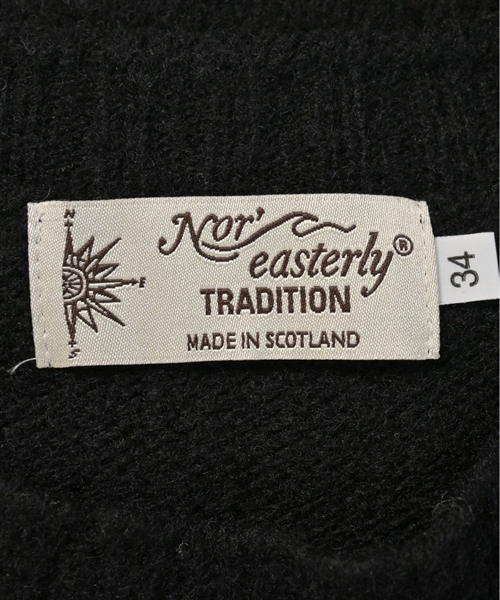 Nor'
easterly®
TRADITION
MADE IN SCOTLAND
N
E
S
34